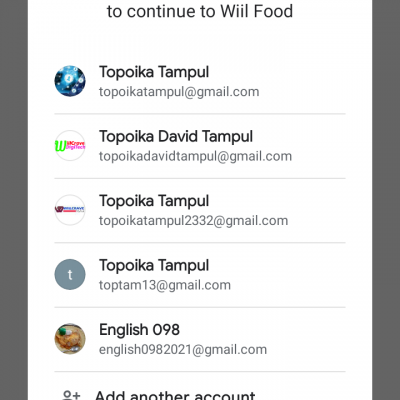 to continue to Wiil Food
Topoika Tampul
topoikatampul@gmail.com
Topoika David Tampul
topoikadavidtampul@gmail.com
Topoika Tampul
topoikatampul2332@gmail.com
t
Topoika Tampul
toptam13@gmail.com
English 098
english0982021@gmail.com
Add another account